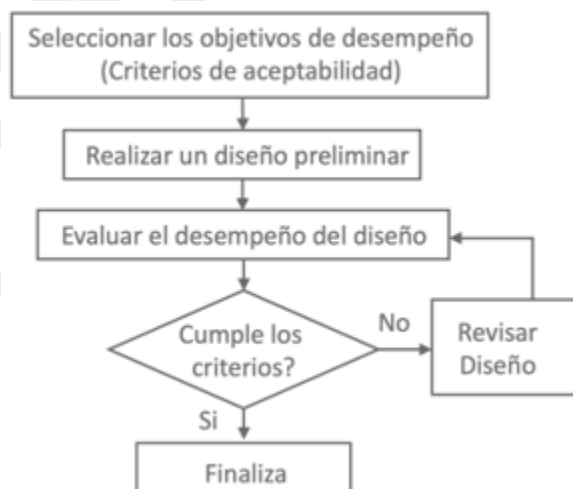 Seleccionar los objetivos de desempeño
(Criterios de aceptabilidad)
Realizar un diseño preliminar
Evaluar el desempeño del diseño
Cumple los
criterios?
No
Revisar
Diseño
Si
Finaliza